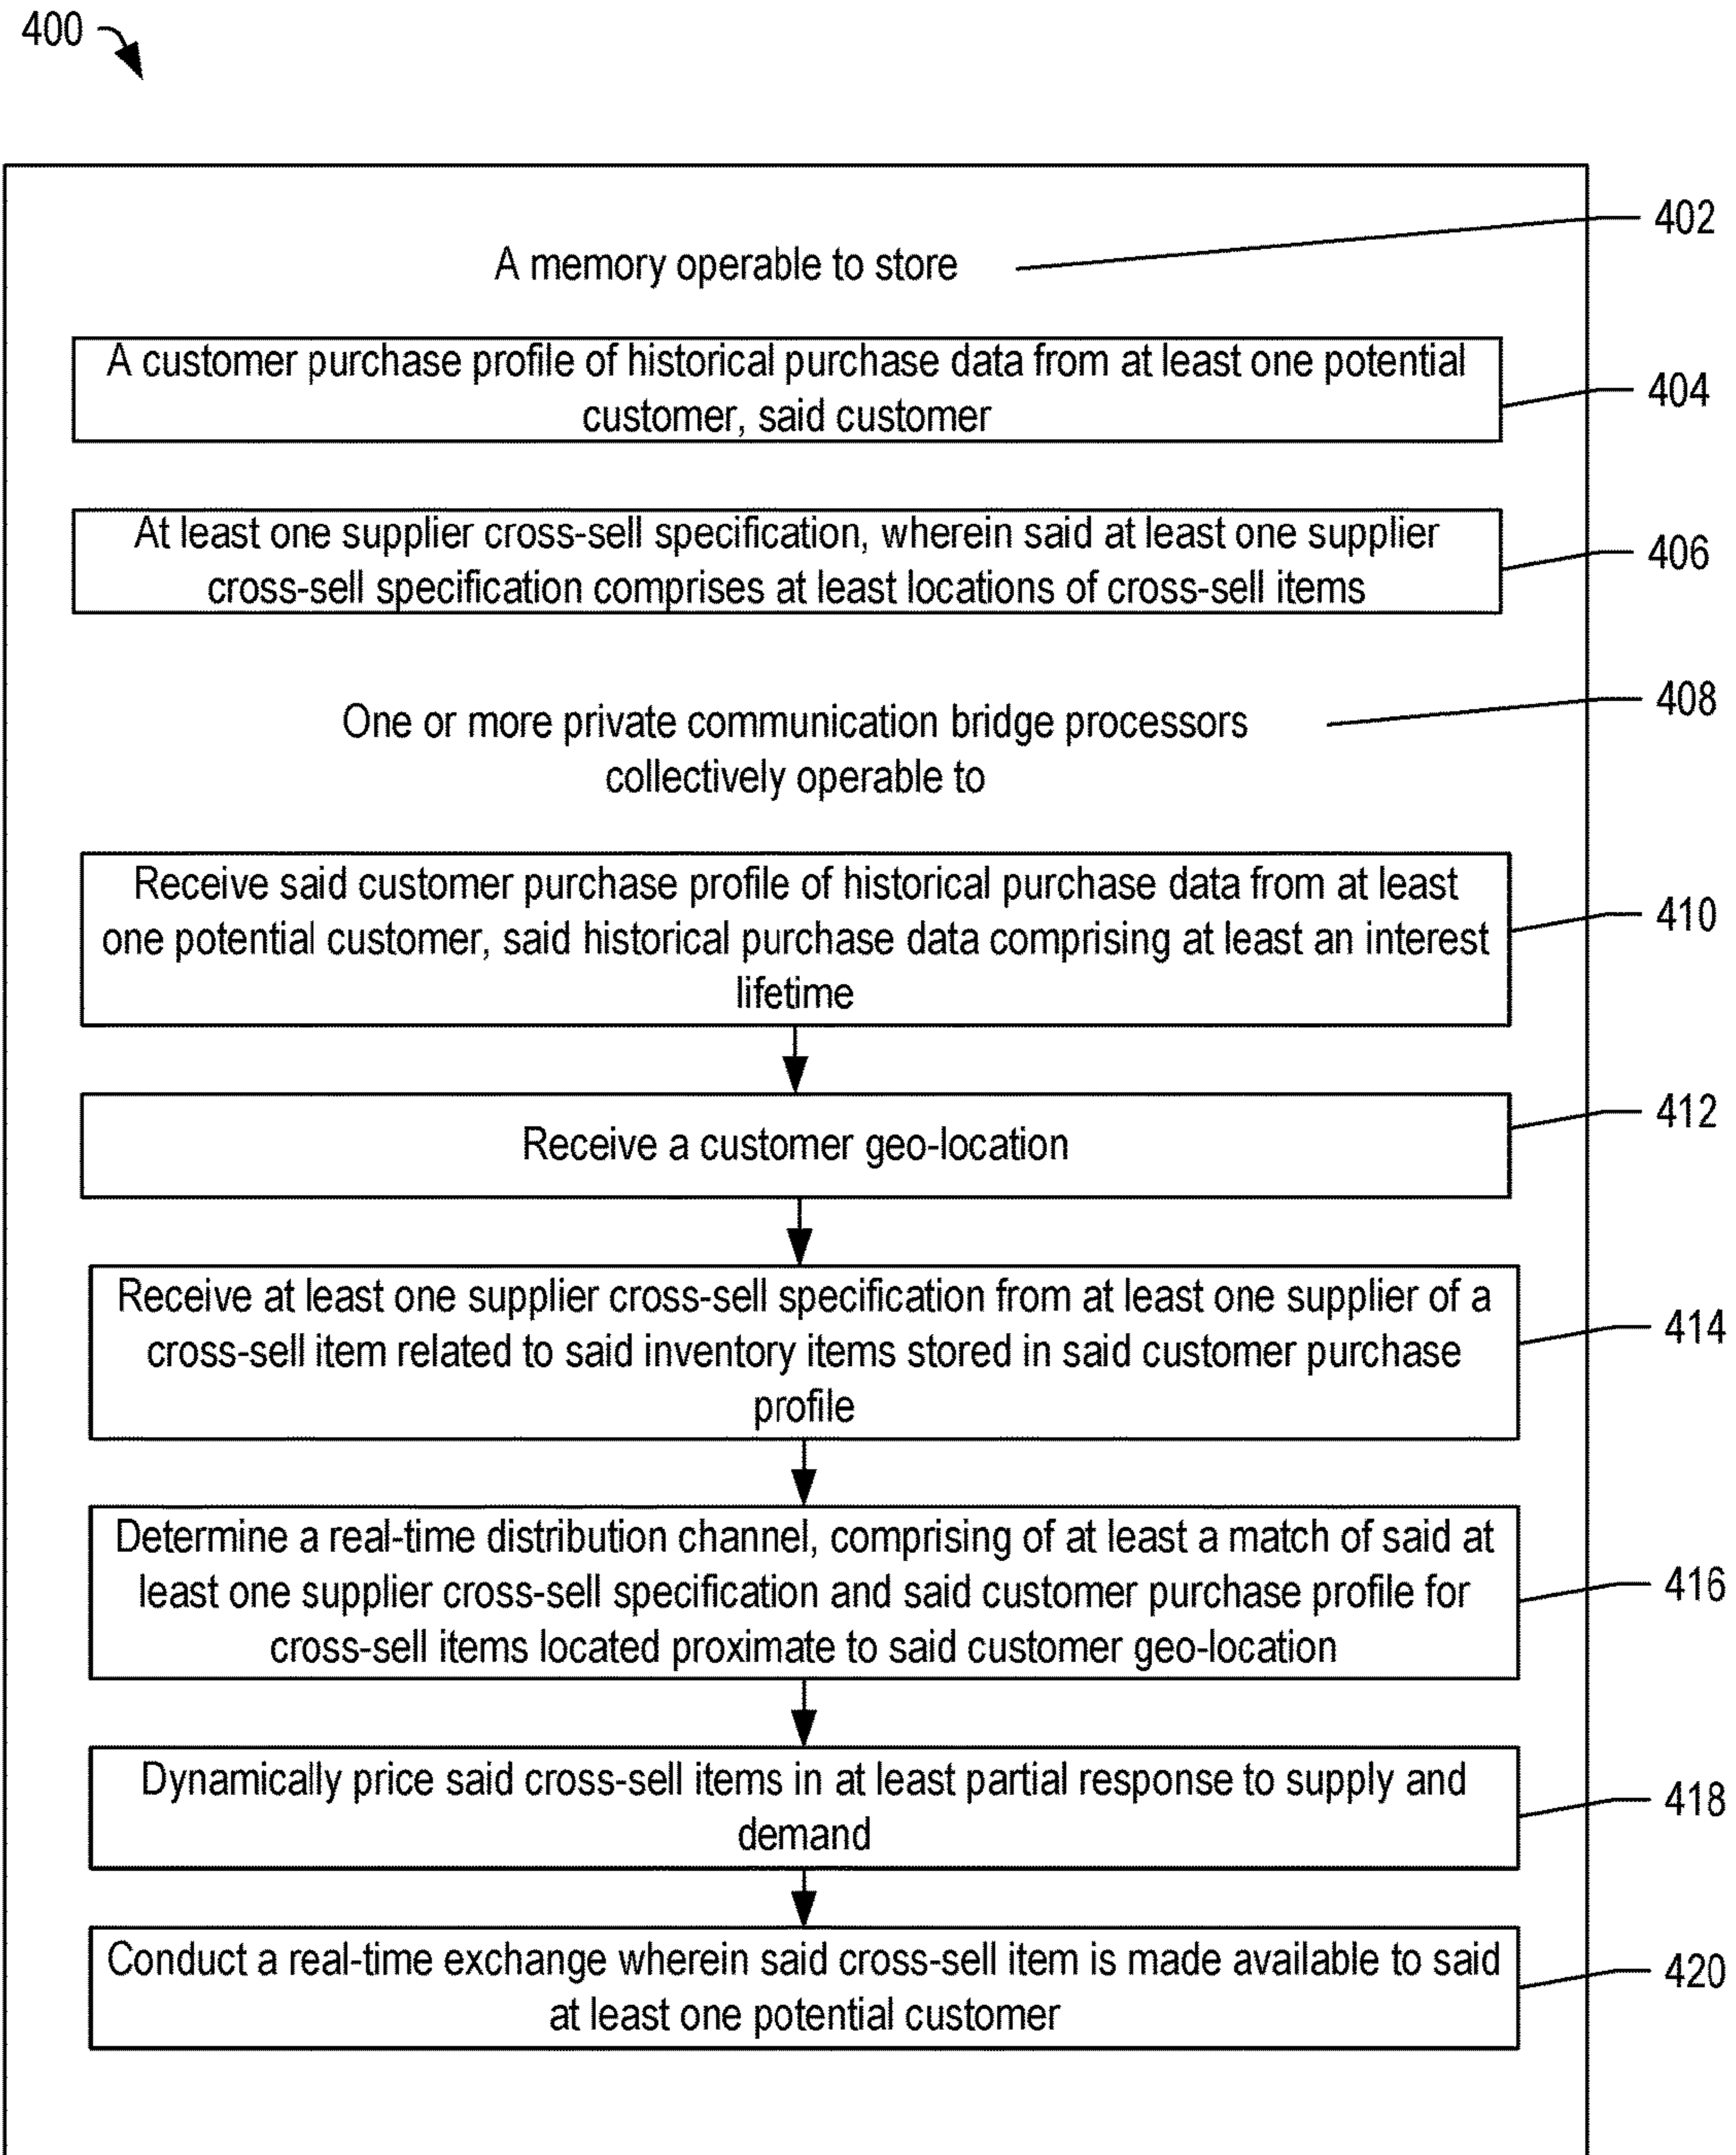 400
402
A memory operable to store
A customer purchase profile of historical purchase data from at least one potential
customer, said customer
404
At least one supplier cross-sell specification, wherein said at least one supplier
cross-sell specification comprises at least locations of cross-sell items
406
408
One or more private communication bridge processors
collectively operable to
Receive said customer purchase profile of historical purchase data from at least
one potential customer, said historical purchase data comprising at least an interest
lifetime
410
Receive a customer geo-location
412
Receive at least one supplier cross-sell specification from at least one supplier of a
cross-sell item related to said inventory items stored in said customer purchase
profile
414
Determine a real-time distribution channel, comprising of at least a match of said at
least one supplier cross-sell specification and said customer purchase profile for
cross-sell items located proximate to said customer geo-location
416
Dynamically price said cross-sell items in at least partial response to supply and
demand
418
Conduct a real-time exchange wherein said cross-sell item is made available to said
at least one potential customer
420